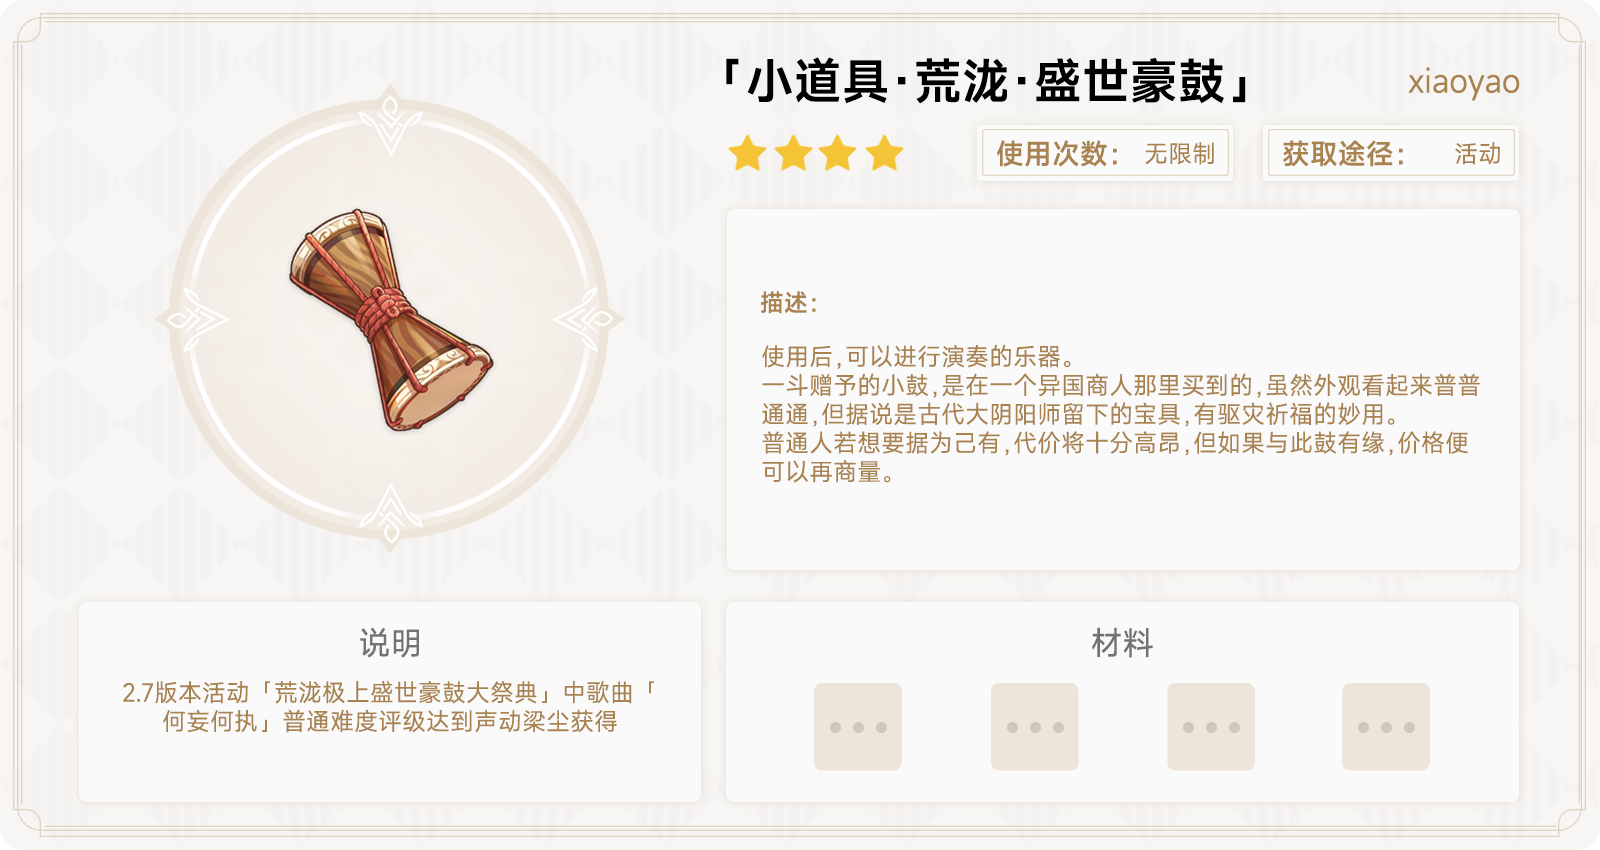 「小道具·荒泷·盛世豪鼓」
xiaoyao
使用次数： 无限制
获取途径： 活动
描述：
使用后，可以进行演奏的乐器。
一斗赠予的小鼓，是在一个异国商人那里买到的，虽然外观看起来普普
通通，但据说是古代大阴阳师留下的宝具，有驱灾祈福的妙用。
普通人若想要据为己有，代价将十分高昂，但如果与此鼓有缘，价格便
可以再商量。
说明
2.7版本活动「荒泷极上盛世豪鼓大祭典」中歌曲「
何妄何执」普通难度评级达到声动梁尘获得
材料